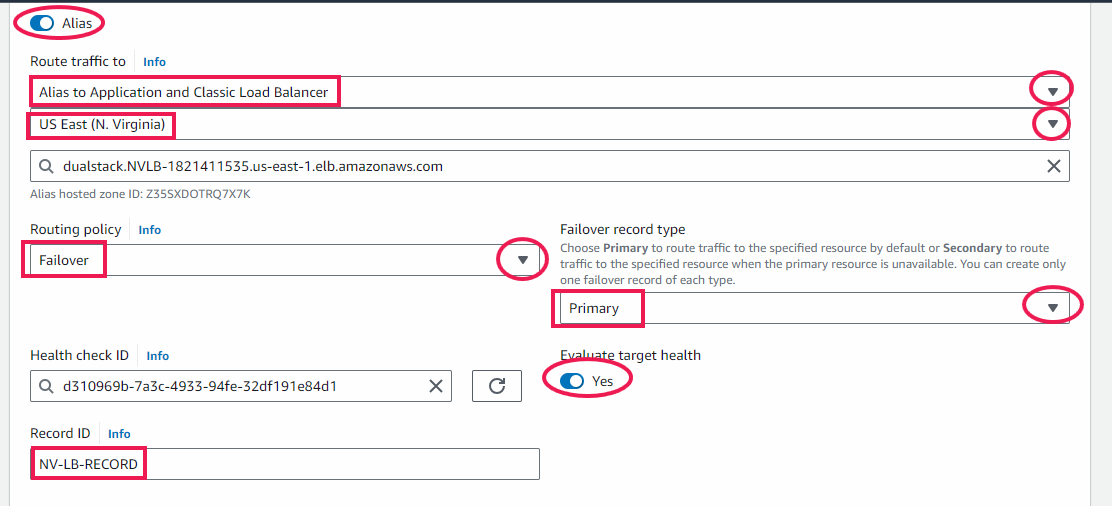 Alias
Route traffic to Info
Alias to Application and Classic Load Balancer
US East (N. Virginia)
dualstack.NVLB-1821411535.us-east-1.elb.amazonaws.com
Alias hosted zone ID: Z35SXDOTRQ7X7K
Routing policy Info
Failover
Failover record type
Choose Primary to route traffic to the specified resource by default or Secondary to route
traffic to the specified resource when the primary resource is unavailable. You can create only
one failover record of each type.
Primary
Health check ID Info
d310969b-7a3c-4933-94fe-32df191e84d1
Evaluate target health
Yes
Record ID Info
NV-LB-RECORD